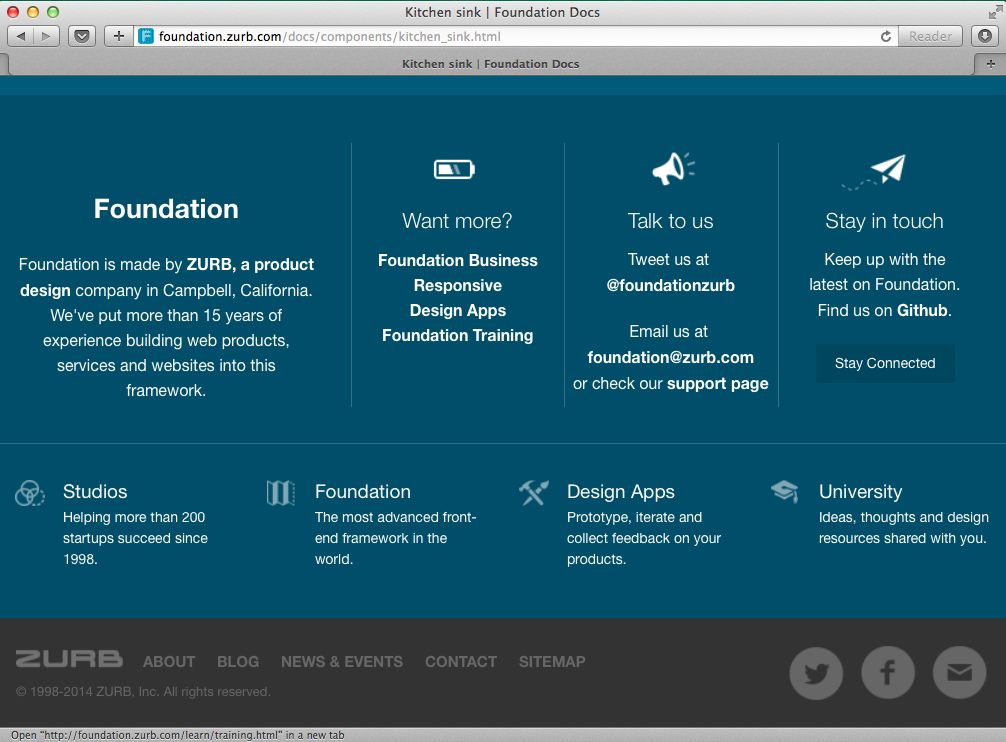 Kitchen sink | Foundation Docs
foundation.zurb.com/docs/components/kitchen_sink.html
Reader
Kitchen sink | Foundation Docs
Foundation
Foundation is made by ZURB, a product
design company in Campbell, California.
We've put more than 15 years of
experience building web products,
services and websites into this
framework.
Want more?
Foundation Business
Responsive
Design Apps
Foundation Training
Talk to us
Tweet us at
@foundationzurb
Email us at
foundation@zurb.com
or check our support page
Stay in touch
Keep up with the
latest on Foundation.
Find us on Github.
Stay Connected
Studios
Helping more than 200
startups succeed since
1998.
Foundation
The most advanced front-
end framework in the
world.
Design Apps
Prototype, iterate and
collect feedback on your
products.
University
Ideas, thoughts and design
resources shared with you.
ZURB ABOUT BLOG NEWS & EVENTS CONTACT SITEMAP
© 1998-2014 ZURB, Inc. All rights reserved.
Open "http://foundation.zurb.com/learn/training.html" in a new tab